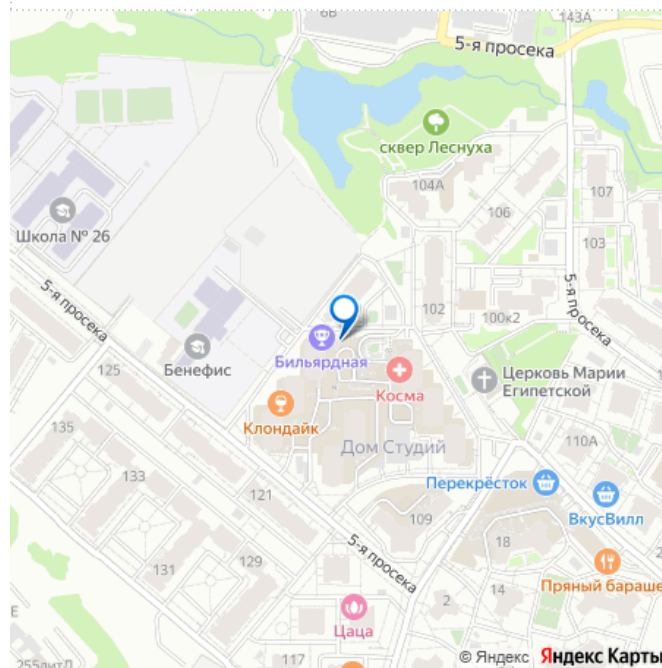 6В
143А
5-я просека
сквер Леснуха
104А
107
Школа № 26
106
103
5-я просека
102
100к2
5-я просека
Бильярдная
125
Бенефис
Косма
Церковь Марии
Египетской
Клондайк
135
Дом Студий
110А
133
Перекрёсток
121
ВкусВилл
109
18
5-я просека
129
131
Пряный бараше
14
2
Е
Цаца
117
255литД
© Яндекс Яндекс Карты